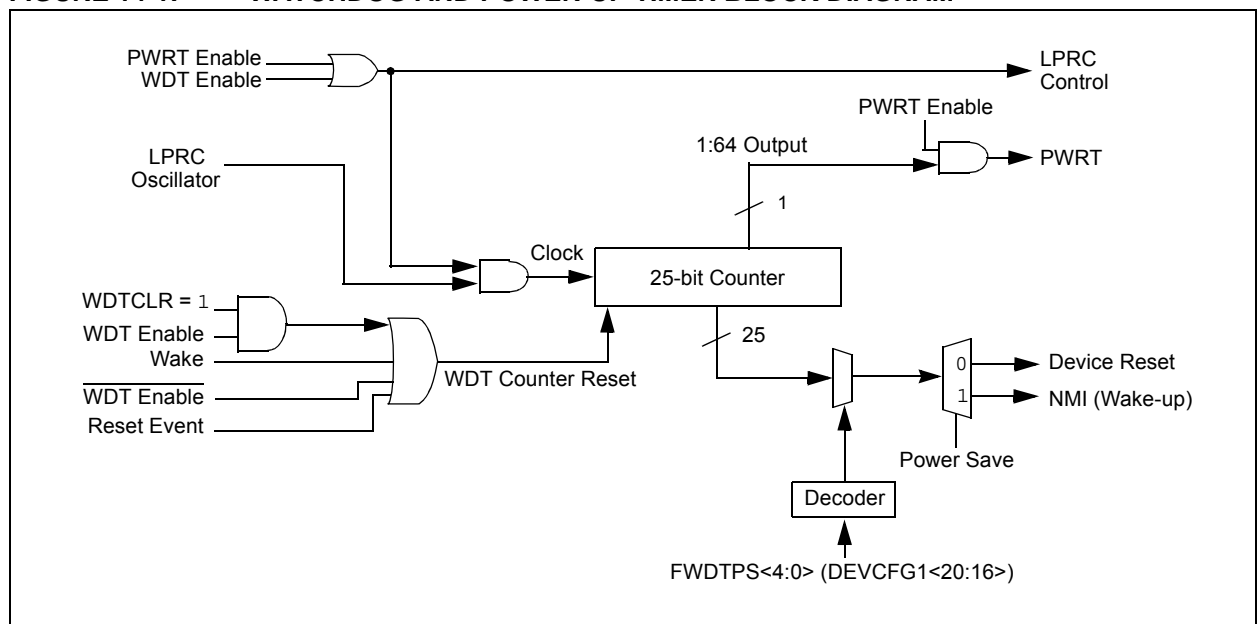 PWRT Enable
WDT Enable
LPRC
Control
PWRT Enable
1:64 Output
PWRT
LPRC
Oscillator
1
Clock
25-bit Counter
WDTCLR = 1
WDT Enable
Wake
WDT Enable
Reset Event
WDT Counter Reset
25
0
1
Device Reset
NMI (Wake-up)
Power Save
Decoder
FWDTPS<4:0> (DEVCFG1<20:16>)